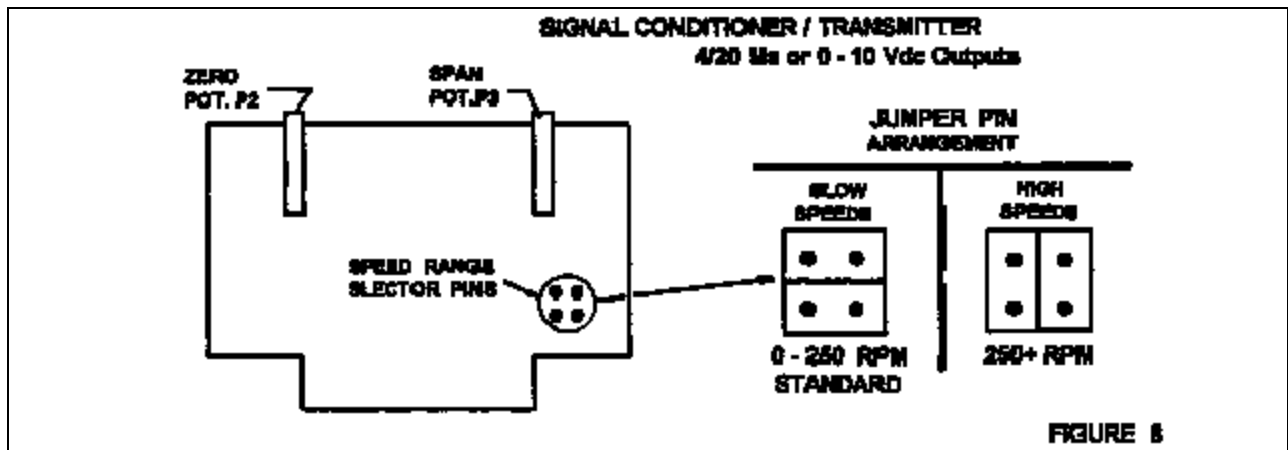 SIGNAL CONDITIONER / TRANSMITTER
4/20 Ma or 0 - 10 Vdc Outputs
ZERO
POT. P2
SPAN
POT.P3
JUMPER PIN
ARRANGEMENT
SLOW
SPEEDS
HIGH
SPEEDS
SPEED RANGE
SLECTOR PINS
0 - 250 RPM
STANDARD
250+ RPM
FIGURE